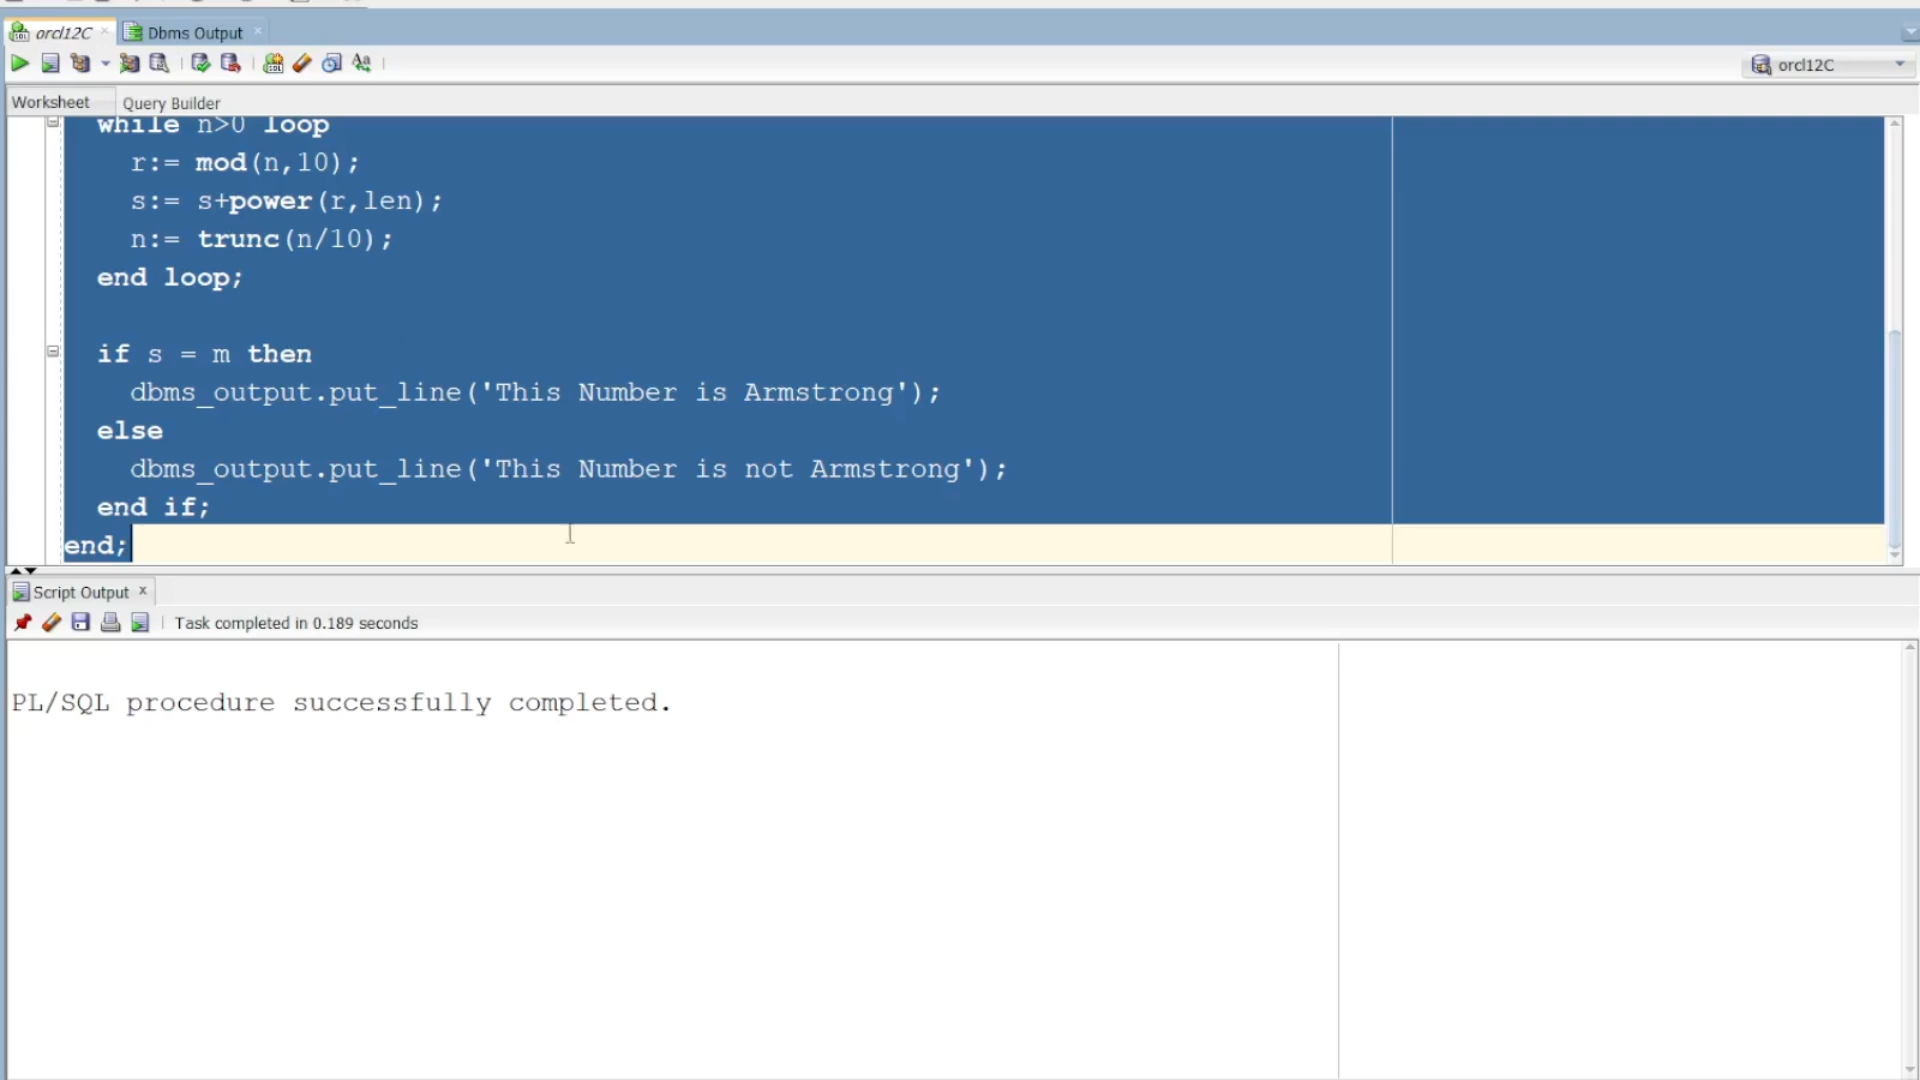 orcl12C
Dbms Output
orcl12C
Worksheet
Query Builder
while n>0 loop
r:= mod(n,10);
s:= s+power(r,len);
n:= trunc(n/10);
end loop;
if s = m then
dbms_output.put_line('This Number is Armstrong');
else
dbms_output.put_line('This Number is not Armstrong');
end if;
end;
Script Output
Task completed in 0.189 seconds
PL/SQL procedure successfully completed.